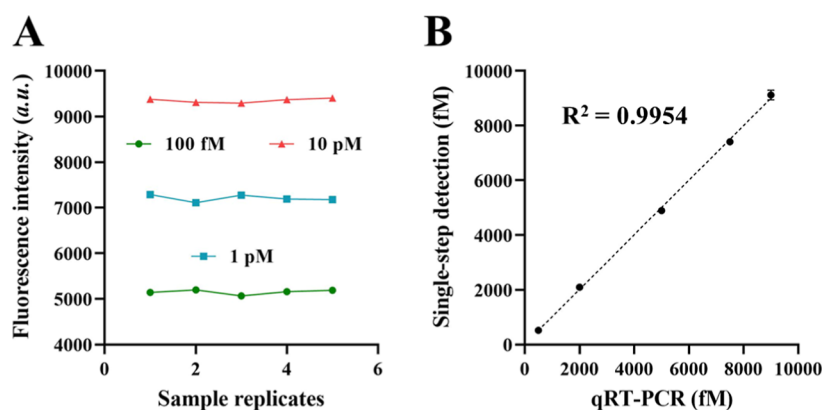 A
Fluorescence intensity (a.u.)
10000
9000
8000
7000
6000
5000
4000
100 fM
10 pM
1 pM
0
2
4
6
Sample replicates
B
Single-step detection (fM)
10000
8000
6000
4000
2000
0
R² = 0.9954
0
2000
4000
6000
8000
10000
qRT-PCR (fM)